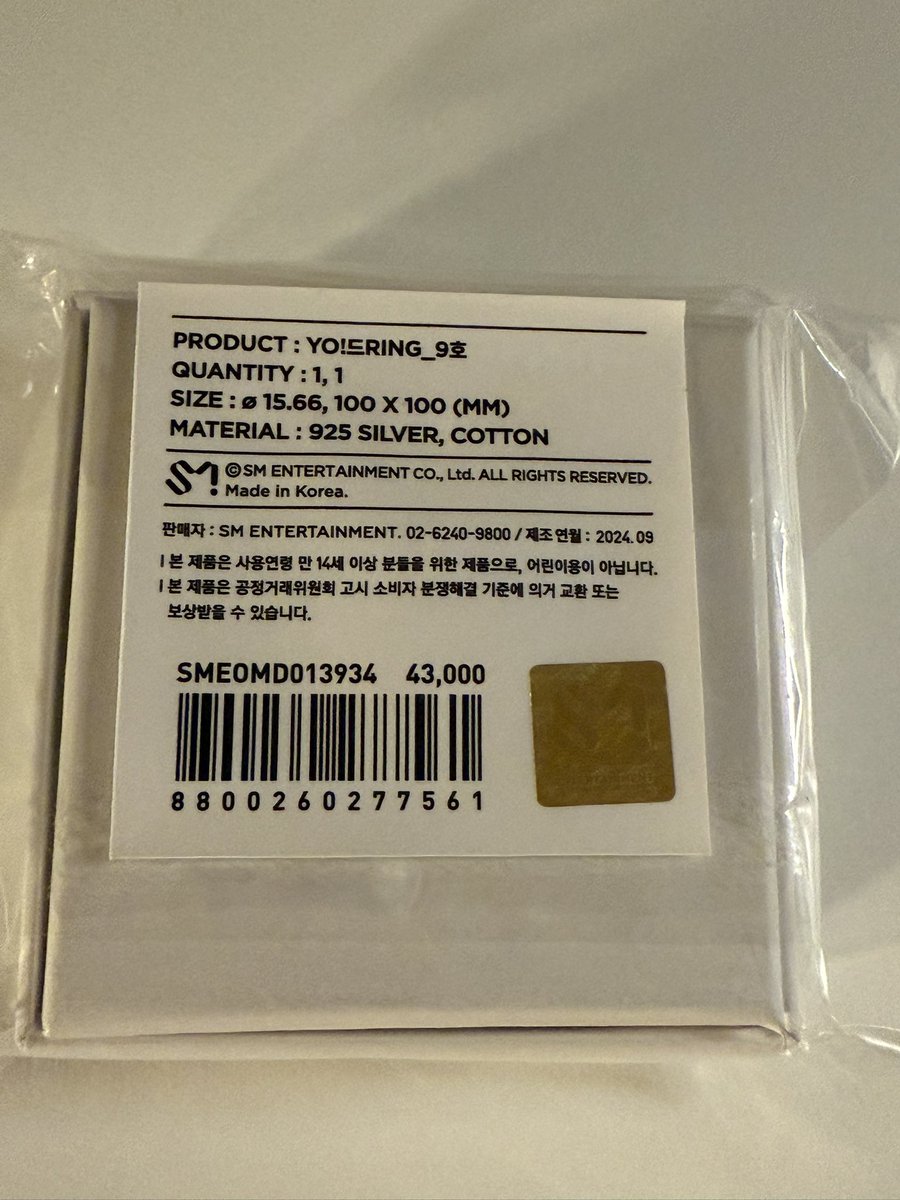 PRODUCT : YO!드RING_9호
QUANTITY : 1, 1
SIZE : ø 15.66, 100 X 100 (MM)
MATERIAL : 925 SILVER, COTTON
SM! ©SM ENTERTAINMENT CO., Ltd. ALL RIGHTS RESERVED.
Made in Korea.
판매자 : SM ENTERTAINMENT. 02-6240-9800 / 제조 연월 : 2024. 09
I 본 제품은 사용연령 만 14세 이상 분들을 위한 제품으로, 어린이용이 아닙니다.
I 본 제품은 공정거래위원회 고시 소비자 분쟁해결 기준에 의거 교환 또는
보상받을 수 있습니다.
SMEOMD013934 43,000
8800260277561